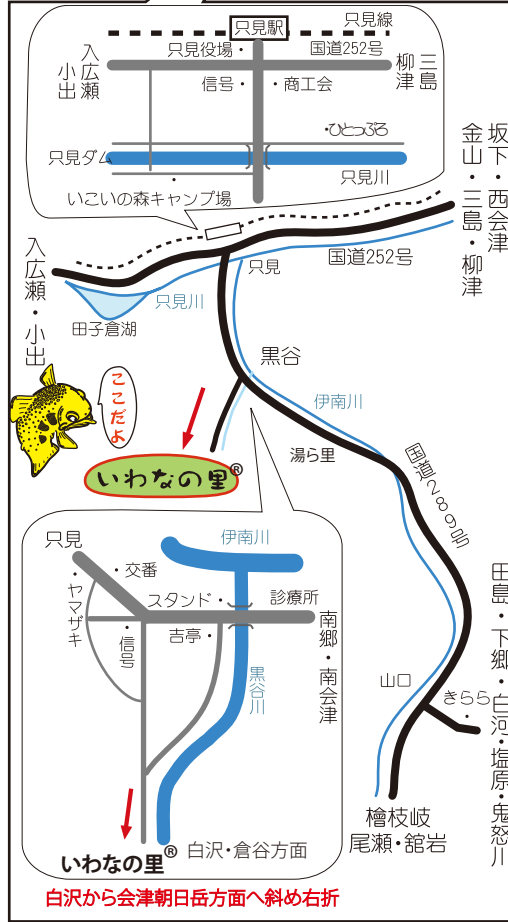 只見駅
只見線
只見役場・
国道252号
入広瀬
小出
三島
柳津
信号・
・商工会
・ひとっぷろ
只見ダム
只見川
いこいの森キャンプ場
坂下・西会津
金山・三島・柳津
入広瀬・小出
只見
国道252号
只見川
田子倉湖
黒谷
ここだよ
伊南川
いわなの里®
湯ら里
国道289号
只見
・交番
・ヤマザキ
スタンド・
診療所
伊南川
・信号
吉亭・
南郷・南会津
黒谷川
山口
きらら
田島・下郷・白河・塩原・鬼怒川
檜枝岐
尾瀬・舘岩
いわなの里®
白沢・倉谷方面
白沢から会津朝日岳方面へ斜め右折